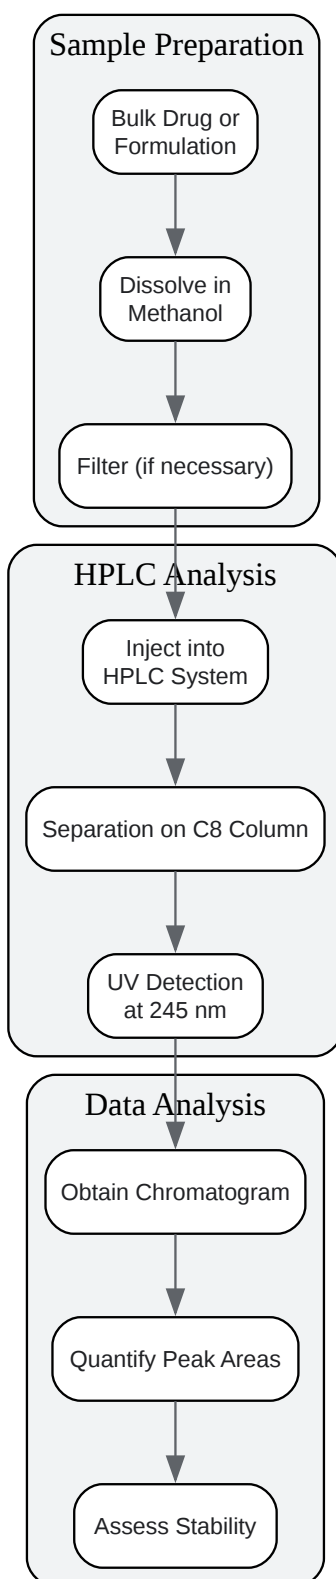 Sample Preparation
Bulk Drug or
Formulation
Dissolve in
Methanol
Filter (if necessary)
HPLC Analysis
Inject into
HPLC System
Separation on C8 Column
UV Detection
at 245 nm
Data Analysis
Obtain Chromatogram
Quantify Peak Areas
Assess Stability